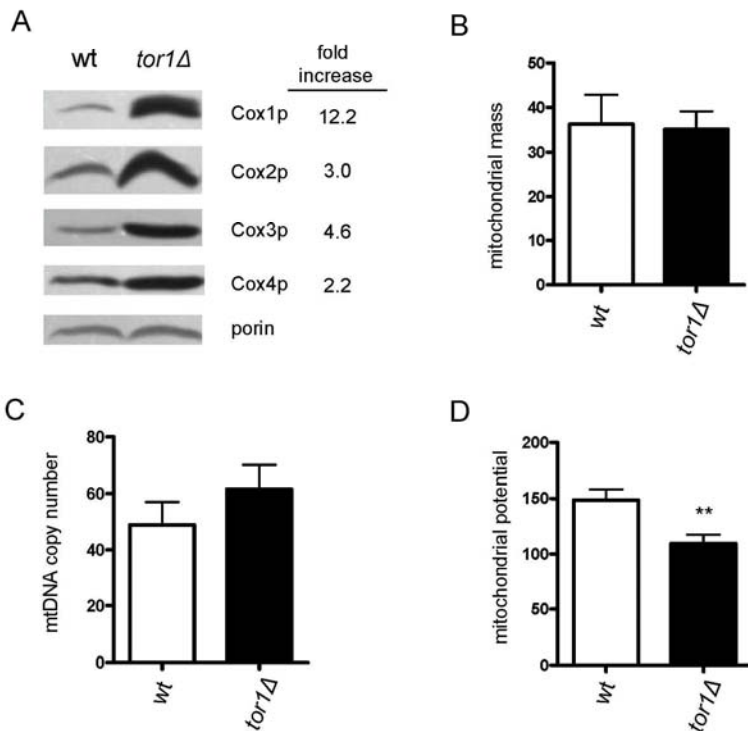 A
wt tor1Δ fold increase
Cox1p 12.2
Cox2p 3.0
Cox3p 4.6
Cox4p 2.2
porin
B
mitochondrial mass
50
40
30
20
10
0
wt tor1Δ
C
mtDNA copy number
80
60
40
20
0
wt tor1Δ
D
mitochondrial potential
200
150
100
50
0
**
wt tor1Δ